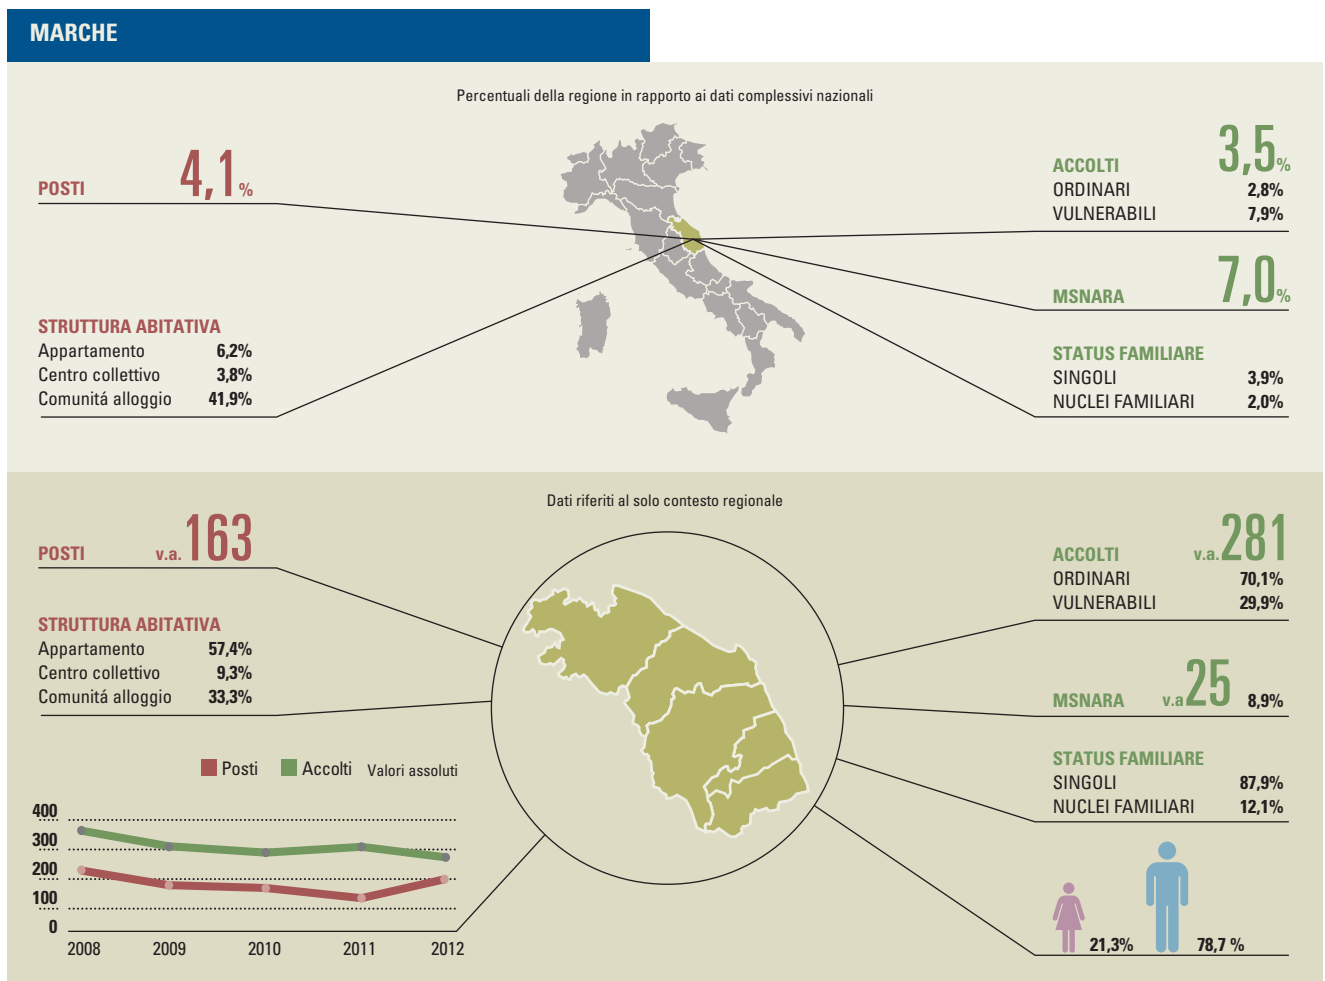 MARCHE
Percentuali della regione in rapporto ai dati complessivi nazionali
POSTI 4,1%
STRUTTURA ABITATIVA
Appartamento 6,2%
Centro collettivo 3,8%
Comunitá alloggio 41,9%
ACCOLTI 3,5%
ORDINARI 2,8%
VULNERABILI 7,9%
MSNARA 7,0%
STATUS FAMILIARE
SINGOLI 3,9%
NUCLEI FAMILIARI 2,0%
Dati riferiti al solo contesto regionale
POSTI v.a. 163
STRUTTURA ABITATIVA
Appartamento 57,4%
Centro collettivo 9,3%
Comunitá alloggio 33,3%
Posti Accolti Valori assoluti
400
300
200
100
0
2008 2009 2010 2011 2012
ACCOLTI v.a. 281
ORDINARI 70,1%
VULNERABILI 29,9%
MSNARA v.a 25 8,9%
STATUS FAMILIARE
SINGOLI 87,9%
NUCLEI FAMILIARI 12,1%
21,3% 78,7 %